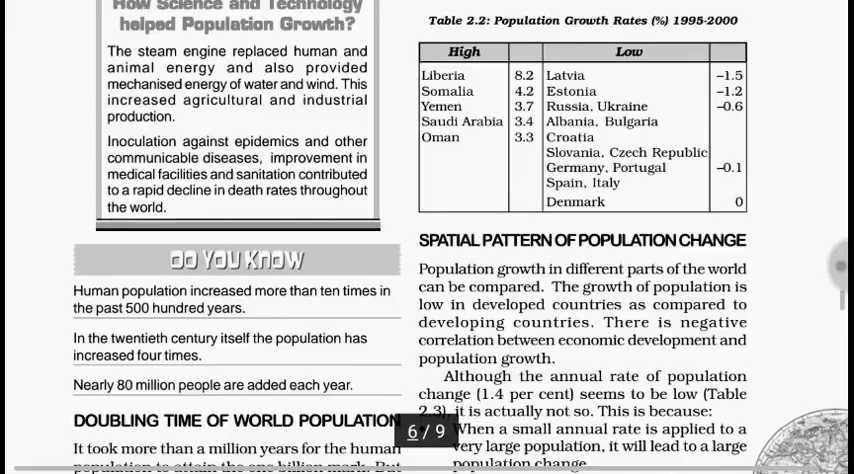 How Science and Technology
helped Population Growth?
The steam engine replaced human and
animal energy and also provided
mechanised energy of water and wind. This
increased agricultural and industrial
production.
Inoculation against epidemics and other
communicable diseases, improvement in
medical facilities and sanitation contributed
to a rapid decline in death rates throughout
the world.
DO YOU KNOW
Human population increased more than ten times in
the past 500 hundred years.
In the twentieth century itself the population has
increased four times.
Nearly 80 million people are added each year.
DOUBLING TIME OF WORLD POPULATION
It took more than a million years for the human
population to attain the one billion mark. But
Table 2.2: Population Growth Rates (%) 1995-2000
High Low
Liberia 8.2 Latvia –1.5
Somalia 4.2 Estonia –1.2
Yemen 3.7 Russia, Ukraine –0.6
Saudi Arabia 3.4 Albania, Bulgaria
Oman 3.3 Croatia
Slovania, Czech Republic
Germany, Portugal –0.1
Spain, Italy
Denmark 0
SPATIAL PATTERN OF POPULATION CHANGE
Population growth in different parts of the world
can be compared. The growth of population is
low in developed countries as compared to
developing countries. There is negative
correlation between economic development and
population growth.
Although the annual rate of population
change (1.4 per cent) seems to be low (Table
2.3), it is actually not so. This is because:
• When a small annual rate is applied to a
very large population, it will lead to a large
population change.
6 / 9